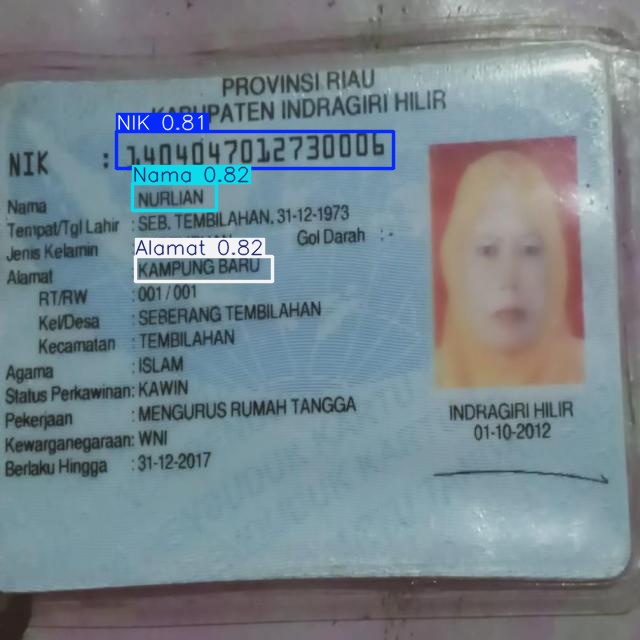 PROVINSI RIAU
KABUPATEN INDRAGIRI HILIR
NIK 0.81
NIK : 1404047012730006
Nama 0.82
Nama NURLIAN
Tempat/Tgl Lahir : SEB. TEMBILAHAN, 31-12-1973
Jenis Kelamin Gol Darah : -
Alamat 0.82
Alamat KAMPUNG BARU
RT/RW : 001 / 001
Kel/Desa : SEBERANG TEMBILAHAN
Kecamatan : TEMBILAHAN
Agama : ISLAM
Status Perkawinan: KAWIN
Pekerjaan : MENGURUS RUMAH TANGGA
Kewarganegaraan: WNI
Berlaku Hingga : 31-12-2017
INDRAGIRI HILIR
01-10-2012